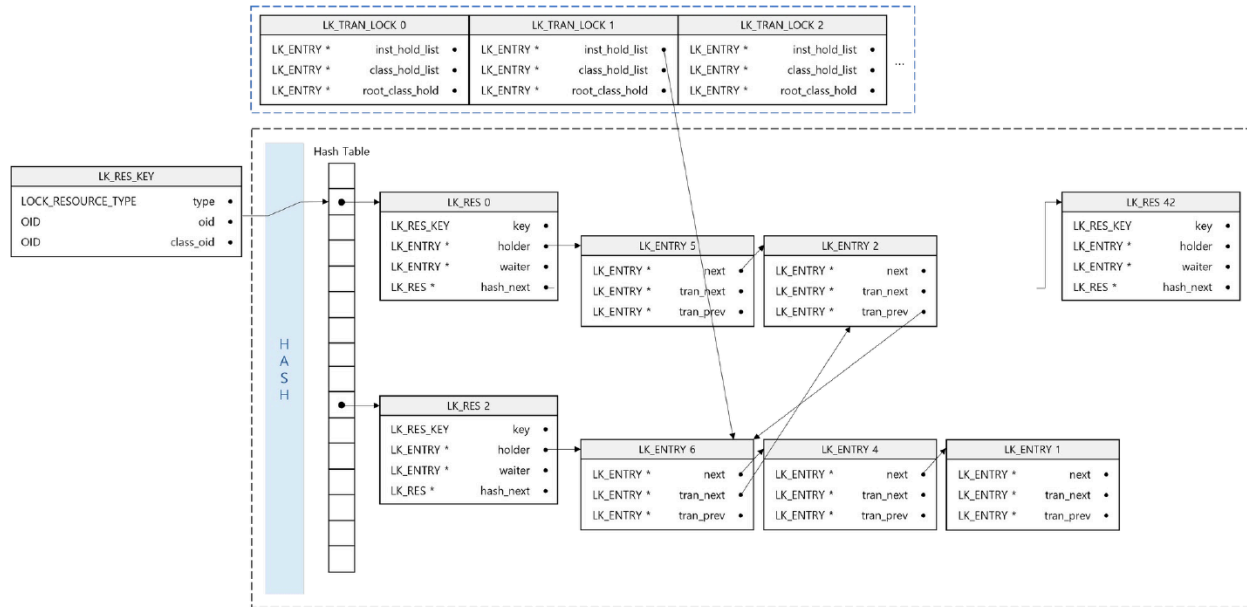 LK_TRAN_LOCK 0
LK_ENTRY * inst_hold_list
LK_ENTRY * class_hold_list
LK_ENTRY * root_class_hold
LK_TRAN_LOCK 1
LK_ENTRY * inst_hold_list
LK_ENTRY * class_hold_list
LK_ENTRY * root_class_hold
LK_TRAN_LOCK 2
LK_ENTRY * inst_hold_list
LK_ENTRY * class_hold_list
LK_ENTRY * root_class_hold
...
LK_RES_KEY
LOCK_RESOURCE_TYPE type
OID oid
OID class_oid
HASH
Hash Table
LK_RES 0
LK_RES_KEY key
LK_ENTRY * holder
LK_ENTRY * waiter
LK_RES * hash_next
LK_ENTRY 5
LK_ENTRY * next
LK_ENTRY * tran_next
LK_ENTRY * tran_prev
LK_ENTRY 2
LK_ENTRY * next
LK_ENTRY * tran_next
LK_ENTRY * tran_prev
LK_RES 42
LK_RES_KEY key
LK_ENTRY * holder
LK_ENTRY * waiter
LK_RES * hash_next
LK_RES 2
LK_RES_KEY key
LK_ENTRY * holder
LK_ENTRY * waiter
LK_RES * hash_next
LK_ENTRY 6
LK_ENTRY * next
LK_ENTRY * tran_next
LK_ENTRY * tran_prev
LK_ENTRY 4
LK_ENTRY * next
LK_ENTRY * tran_next
LK_ENTRY * tran_prev
LK_ENTRY 1
LK_ENTRY * next
LK_ENTRY * tran_next
LK_ENTRY * tran_prev